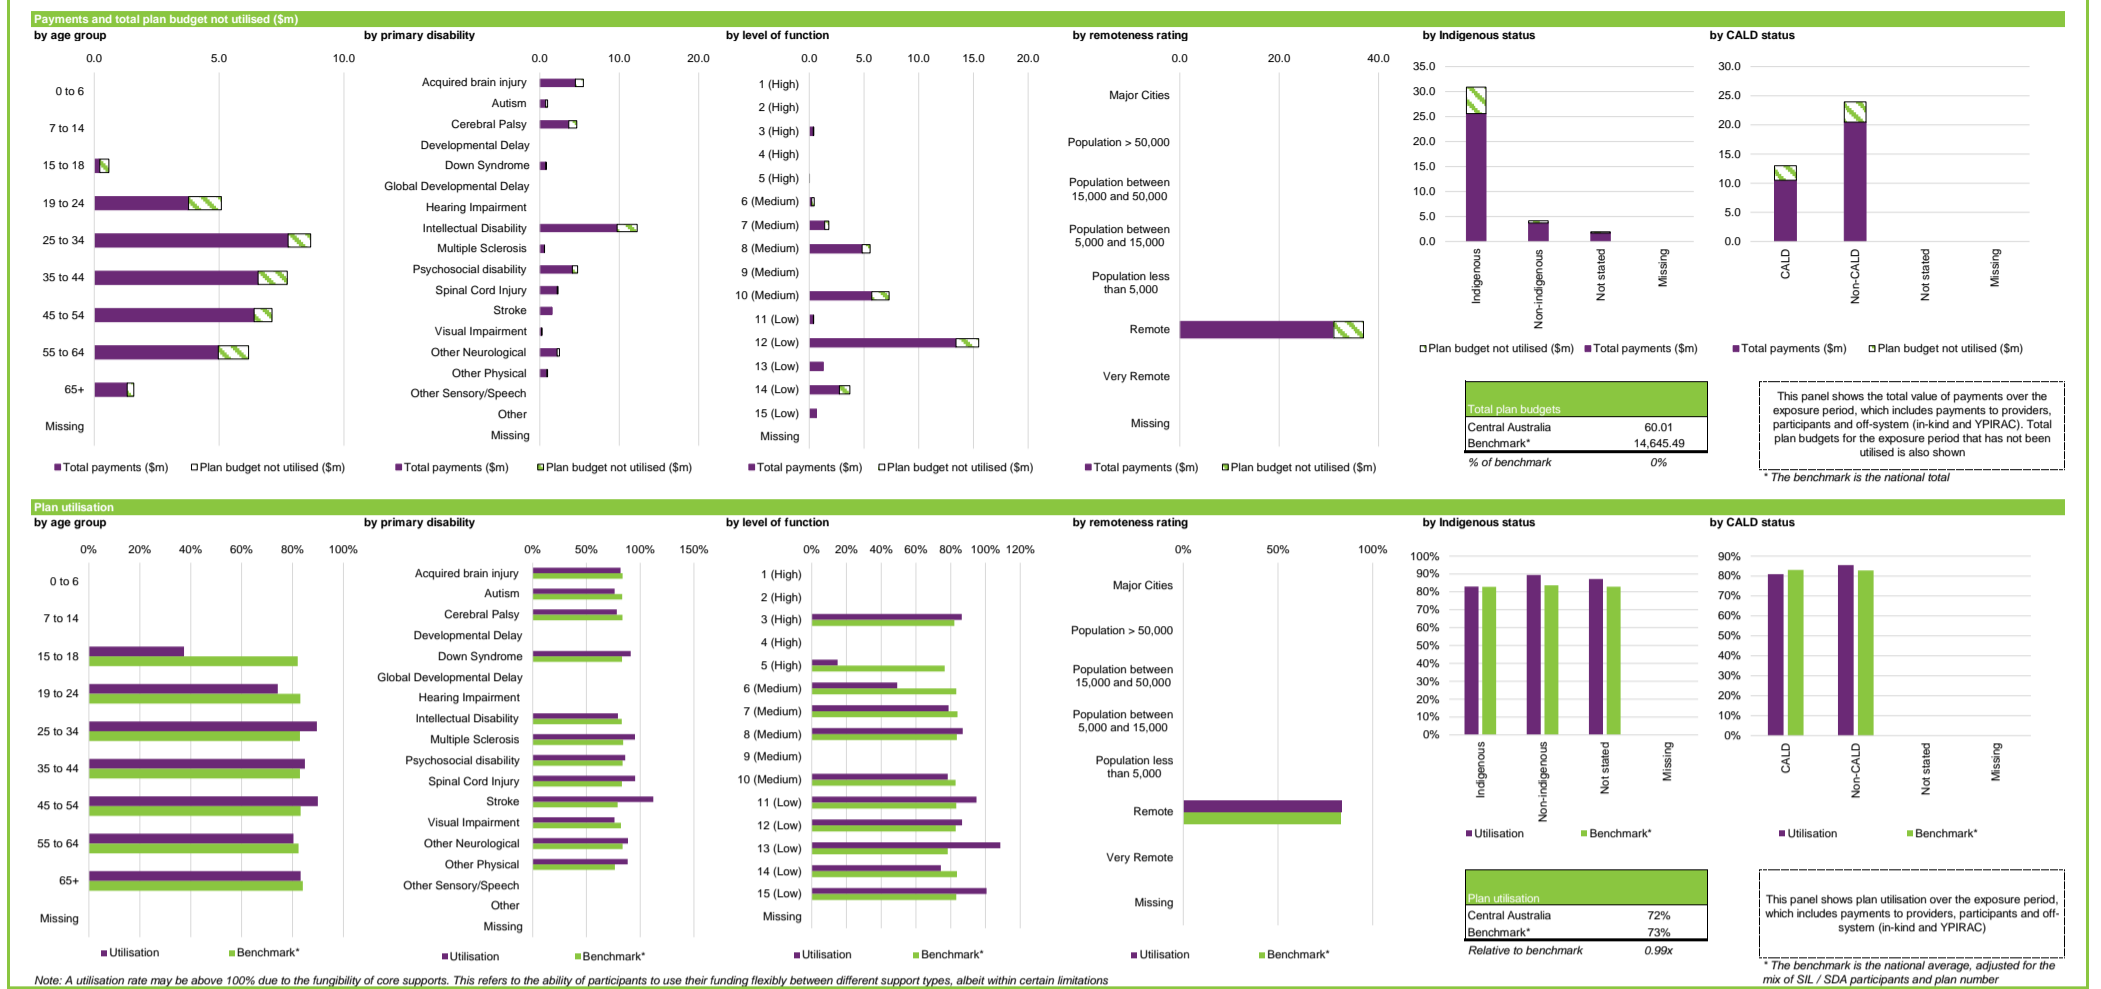 Payments and total plan budget not utilised ($m)
by age group
0.0 5.0 10.0
0 to 6
7 to 14
15 to 18
19 to 24
25 to 34
35 to 44
45 to 54
55 to 64
65+
Missing
Total payments ($m) Plan budget not utilised ($m)
by primary disability
0.0 10.0 20.0
Acquired brain injury
Autism
Cerebral Palsy
Developmental Delay
Down Syndrome
Global Developmental Delay
Hearing Impairment
Intellectual Disability
Multiple Sclerosis
Psychosocial disability
Spinal Cord Injury
Stroke
Visual Impairment
Other Neurological
Other Physical
Other Sensory/Speech
Other
Missing
Total payments ($m) Plan budget not utilised ($m)
by level of function
0.0 5.0 10.0 15.0 20.0
1 (High)
2 (High)
3 (High)
4 (High)
5 (High)
6 (Medium)
7 (Medium)
8 (Medium)
9 (Medium)
10 (Medium)
11 (Low)
12 (Low)
13 (Low)
14 (Low)
15 (Low)
Missing
Total payments ($m) Plan budget not utilised ($m)
by remoteness rating
0.0 20.0 40.0
Major Cities
Population > 50,000
Population between
15,000 and 50,000
Population between
5,000 and 15,000
Population less
than 5,000
Remote
Very Remote
Missing
Total payments ($m) Plan budget not utilised ($m)
by Indigenous status
35.0
30.0
25.0
20.0
15.0
10.0
5.0
0.0
Indigenous
Non-indigenous
Not stated
Missing
Plan budget not utilised ($m) Total payments ($m)
by CALD status
30.0
25.0
20.0
15.0
10.0
5.0
0.0
CALD
Non-CALD
Not stated
Missing
Total payments ($m) Plan budget not utilised ($m)
Total plan budgets
Central Australia 60.01
Benchmark* 14,645.49
% of benchmark 0%
This panel shows the total value of payments over the
exposure period, which includes payments to providers,
participants and off-system (in-kind and YPIRAC). Total
plan budgets for the exposure period that has not been
utilised is also shown
* The benchmark is the national total
Plan utilisation
by age group
0% 20% 40% 60% 80% 100%
0 to 6
7 to 14
15 to 18
19 to 24
25 to 34
35 to 44
45 to 54
55 to 64
65+
Missing
Utilisation Benchmark*
by primary disability
0% 50% 100% 150%
Acquired brain injury
Autism
Cerebral Palsy
Developmental Delay
Down Syndrome
Global Developmental Delay
Hearing Impairment
Intellectual Disability
Multiple Sclerosis
Psychosocial disability
Spinal Cord Injury
Stroke
Visual Impairment
Other Neurological
Other Physical
Other Sensory/Speech
Other
Missing
Utilisation Benchmark*
by level of function
0% 20% 40% 60% 80% 100% 120%
1 (High)
2 (High)
3 (High)
4 (High)
5 (High)
6 (Medium)
7 (Medium)
8 (Medium)
9 (Medium)
10 (Medium)
11 (Low)
12 (Low)
13 (Low)
14 (Low)
15 (Low)
Missing
Utilisation Benchmark*
by remoteness rating
0% 50% 100%
Major Cities
Population > 50,000
Population between
15,000 and 50,000
Population between
5,000 and 15,000
Population less
than 5,000
Remote
Very Remote
Missing
Utilisation Benchmark*
by Indigenous status
100%
90%
80%
70%
60%
50%
40%
30%
20%
10%
0%
Indigenous
Non-indigenous
Not stated
Missing
Utilisation Benchmark*
by CALD status
90%
80%
70%
60%
50%
40%
30%
20%
10%
0%
CALD
Non-CALD
Not stated
Missing
Utilisation Benchmark*
Plan utilisation
Central Australia 72%
Benchmark* 73%
Relative to benchmark 0.99x
This panel shows plan utilisation over the exposure period,
which includes payments to providers, participants and off-
system (in-kind and YPIRAC)
* The benchmark is the national average, adjusted for the
mix of SIL / SDA participants and plan number
Note: A utilisation rate may be above 100% due to the fungibility of core supports. This refers to the ability of participants to use their funding flexibly between different support types, albeit within certain limitations